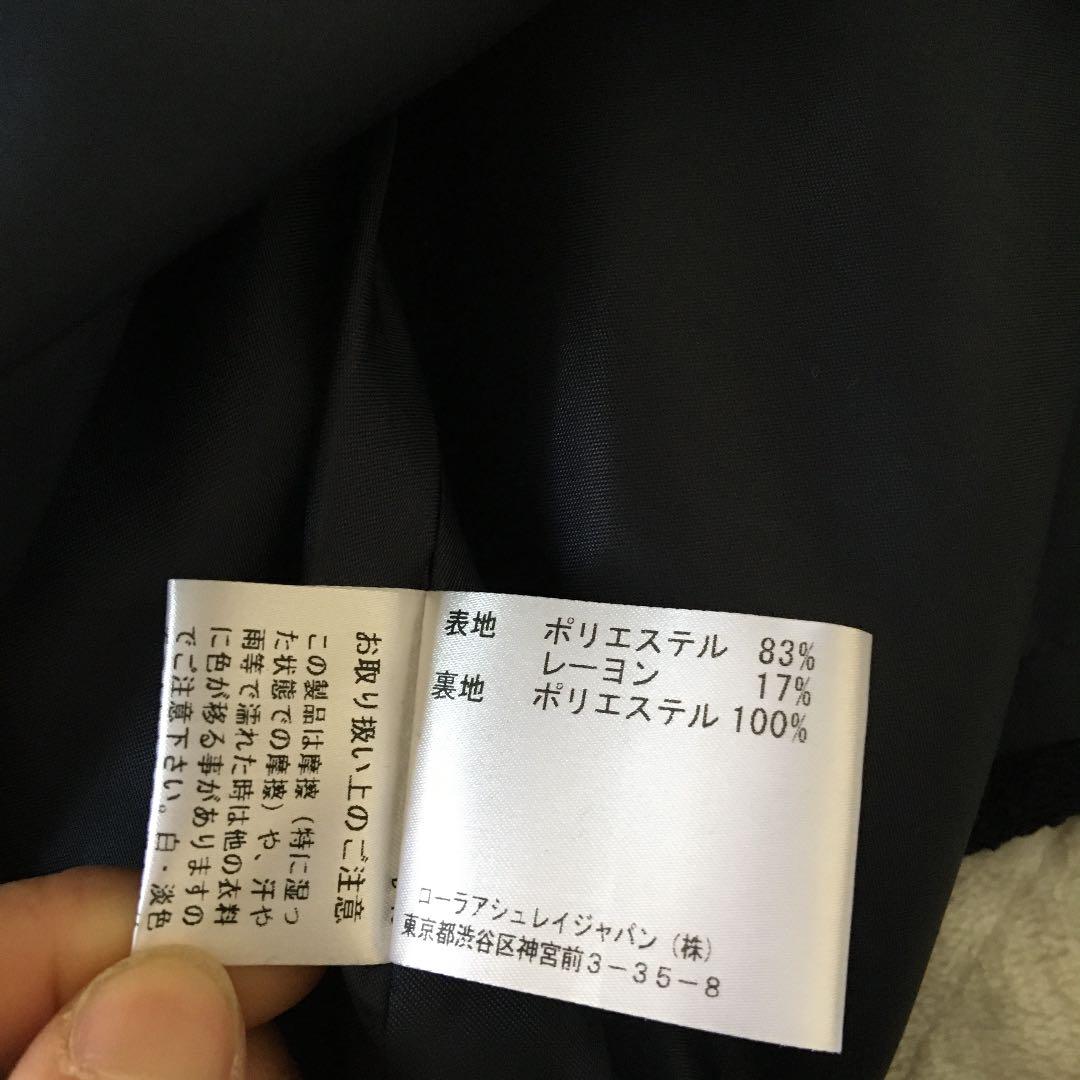 表地 ポリエステル 83%
レーヨン 17%
裏地 ポリエステル 100%
ローラアシュレイジャパン(株)
東京都渋谷区神宮前3-35-8
お取り扱い上のご注意
この製品は摩擦(特に湿っ
た状態での摩擦)や、汗や
雨等で濡れた時は他の衣料
に色が移る事がありますの
でご注意下さい。白・淡色